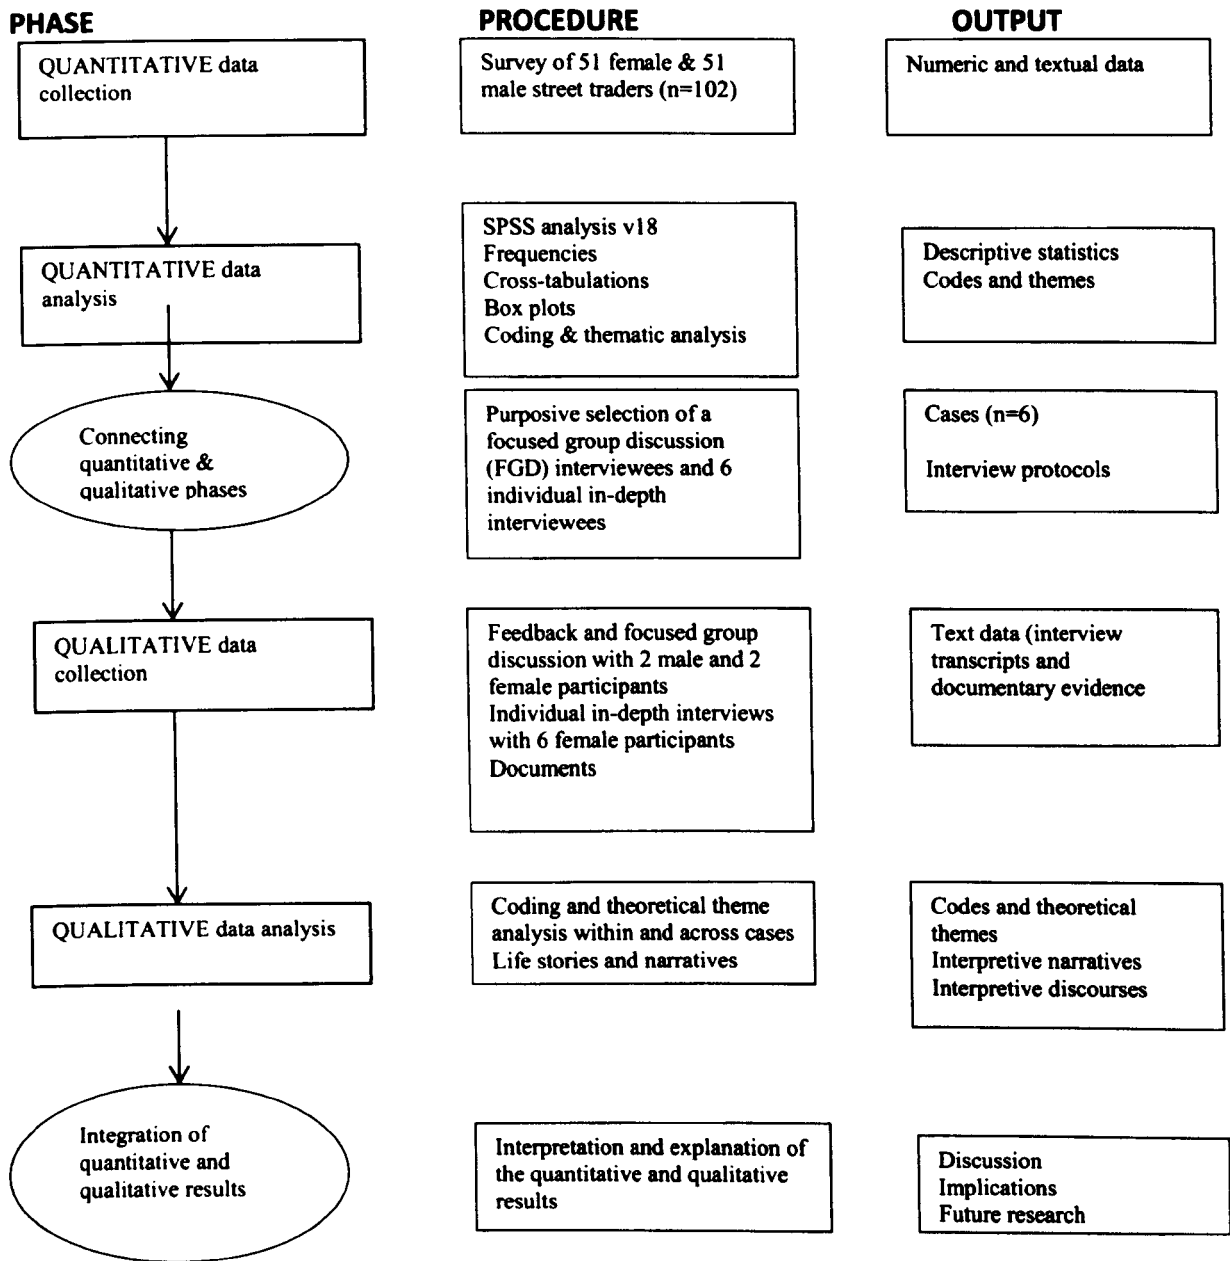 PHASE PROCEDURE OUTPUT
QUANTITATIVE data
collection
Survey of 51 female & 51
male street traders (n=102)
Numeric and textual data
QUANTITATIVE data
analysis
SPSS analysis v18
Frequencies
Cross-tabulations
Box plots
Coding & thematic analysis
Descriptive statistics
Codes and themes
Connecting
quantitative &
qualitative phases
Purposive selection of a
focused group discussion
(FGD) interviewees and 6
individual in-depth
interviewees
Cases (n=6)
Interview protocols
QUALITATIVE data
collection
Feedback and focused group
discussion with 2 male and 2
female participants
Individual in-depth interviews
with 6 female participants
Documents
Text data (interview
transcripts and
documentary evidence
QUALITATIVE data analysis
Coding and theoretical theme
analysis within and across cases
Life stories and narratives
Codes and theoretical
themes
Interpretive narratives
Interpretive discourses
Integration of
quantitative and
qualitative results
Interpretation and explanation of
the quantitative and qualitative
results
Discussion
Implications
Future research